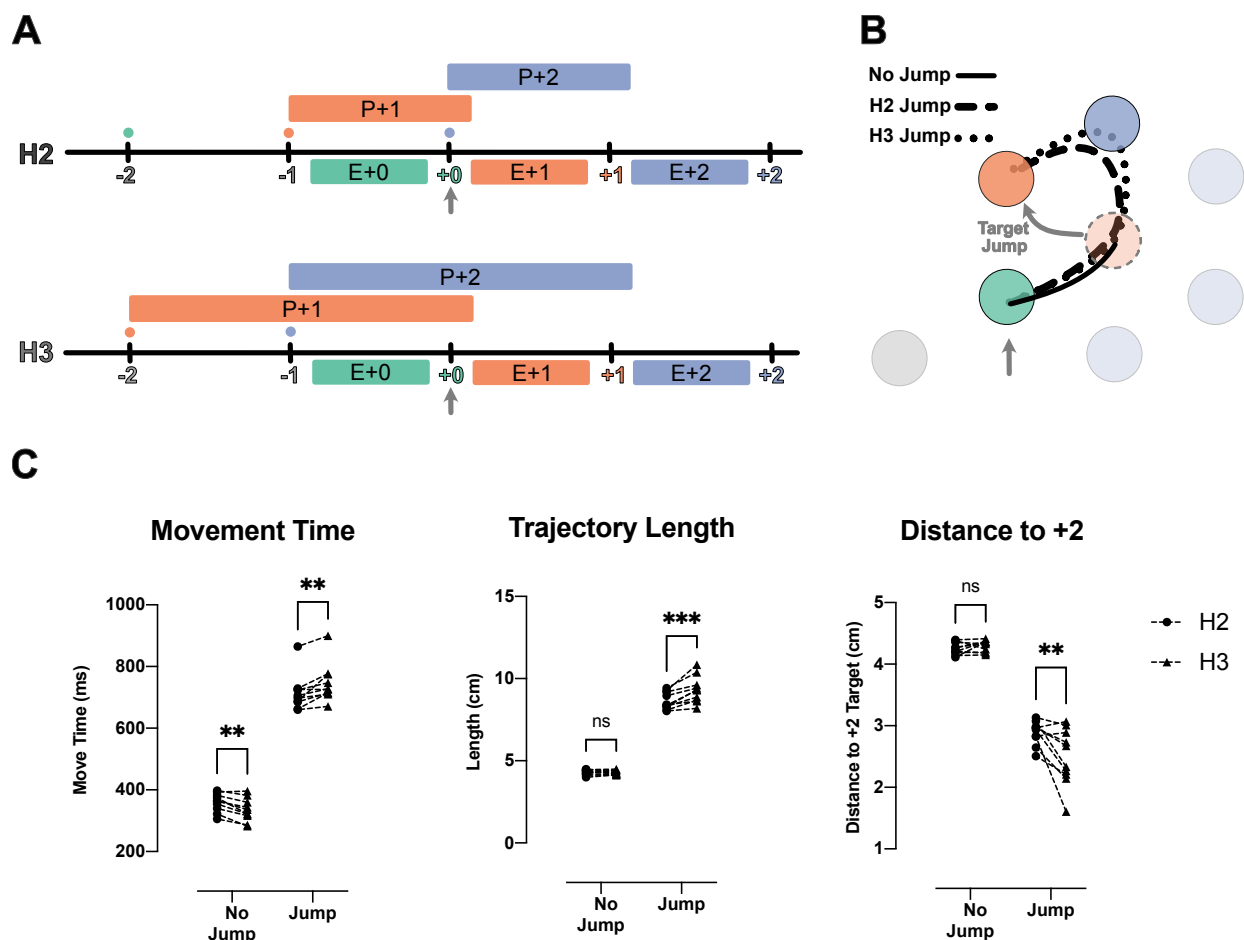 A
B
P+2
P+1
H2
E+0
E+1
E+2
-2
-1
+0
+1
+2
P+2
P+1
H3
E+0
E+1
E+2
-2
-1
+0
+1
+2
No Jump
H2 Jump
H3 Jump
Target
Jump
C
Movement Time
Move Time (ms)
1000
800
600
400
200
**
**
No
Jump
Jump
Trajectory Length
Length (cm)
15
10
5
0
ns
***
No
Jump
Jump
Distance to +2
Distance to +2 Target (cm)
5
4
3
2
1
ns
**
No
Jump
Jump
H2
H3